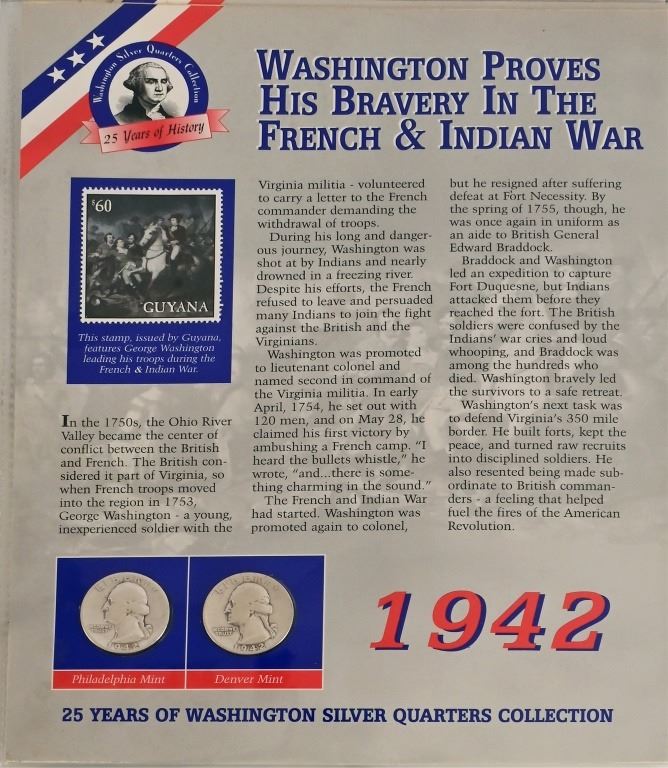 Washington Silver Quarters Collection
25 Years of History
WASHINGTON PROVES
HIS BRAVERY IN THE
FRENCH & INDIAN WAR
$60
GUYANA
This stamp, issued by Guyana,
features George Washington
leading his troops during the
French & Indian War.
In the 1750s, the Ohio River
Valley became the center of
conflict between the British
and French. The British con-
sidered it part of Virginia, so
when French troops moved
into the region in 1753,
George Washington - a young,
inexperienced soldier with the
Virginia militia - volunteered
to carry a letter to the French
commander demanding the
withdrawal of troops.
During his long and danger-
ous journey, Washington was
shot at by Indians and nearly
drowned in a freezing river.
Despite his efforts, the French
refused to leave and persuaded
many Indians to join the fight
against the British and the
Virginians.
Washington was promoted
to lieutenant colonel and
named second in command of
the Virginia militia. In early
April, 1754, he set out with
120 men, and on May 28, he
claimed his first victory by
ambushing a French camp. "I
heard the bullets whistle," he
wrote, "and...there is some-
thing charming in the sound."
The French and Indian War
had started. Washington was
promoted again to colonel,
but he resigned after suffering
defeat at Fort Necessity. By
the spring of 1755, though, he
was once again in uniform as
an aide to British General
Edward Braddock.
Braddock and Washington
led an expedition to capture
Fort Duquesne, but Indians
attacked them before they
reached the fort. The British
soldiers were confused by the
Indians' war cries and loud
whooping, and Braddock was
among the hundreds who
died. Washington bravely led
the survivors to a safe retreat.
Washington's next task was
to defend Virginia's 350 mile
border. He built forts, kept the
peace, and turned raw recruits
into disciplined soldiers. He
also resented being made sub-
ordinate to British comman-
ders - a feeling that helped
fuel the fires of the American
Revolution.
LIBERTY
1942
LIBERTY
1942
Philadelphia Mint
Denver Mint
1942
25 YEARS OF WASHINGTON SILVER QUARTERS COLLECTION